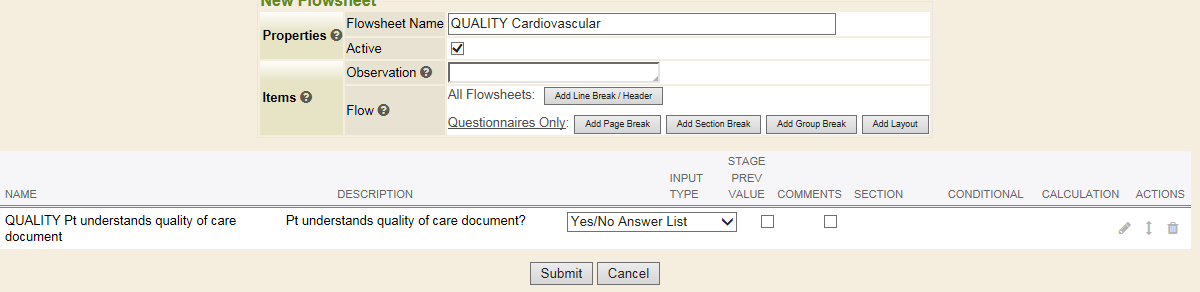 New Flowsheet
Properties
Flowsheet Name QUALITY Cardiovascular
Active
Items
Observation
Flow
All Flowsheets: Add Line Break / Header
Questionnaires Only: Add Page Break Add Section Break Add Group Break Add Layout
NAME DESCRIPTION INPUT TYPE STAGE PREV VALUE COMMENTS SECTION CONDITIONAL CALCULATION ACTIONS
QUALITY Pt understands quality of care document
Pt understands quality of care document?
Yes/No Answer List
Submit Cancel